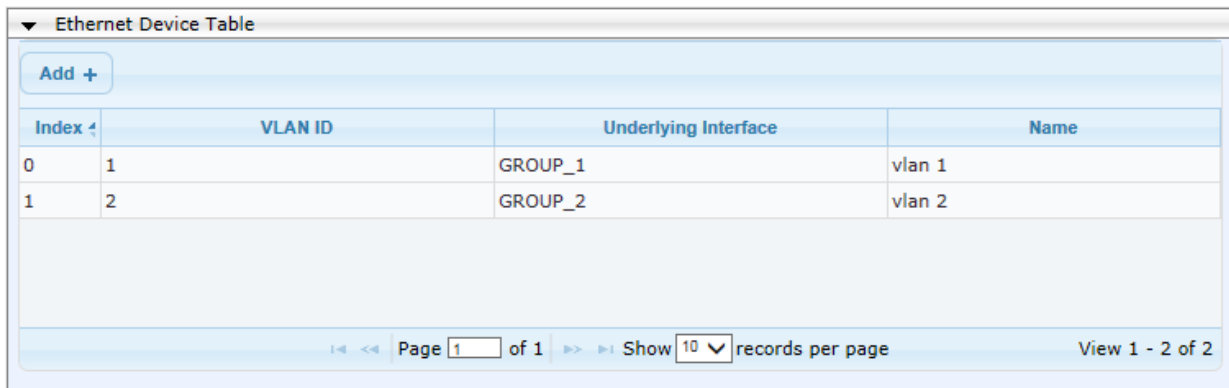 Ethernet Device Table
Add +
Index VLAN ID Underlying Interface Name
0 1 GROUP_1 vlan 1
1 2 GROUP_2 vlan 2
Page 1 of 1 Show 10 records per page View 1 - 2 of 2